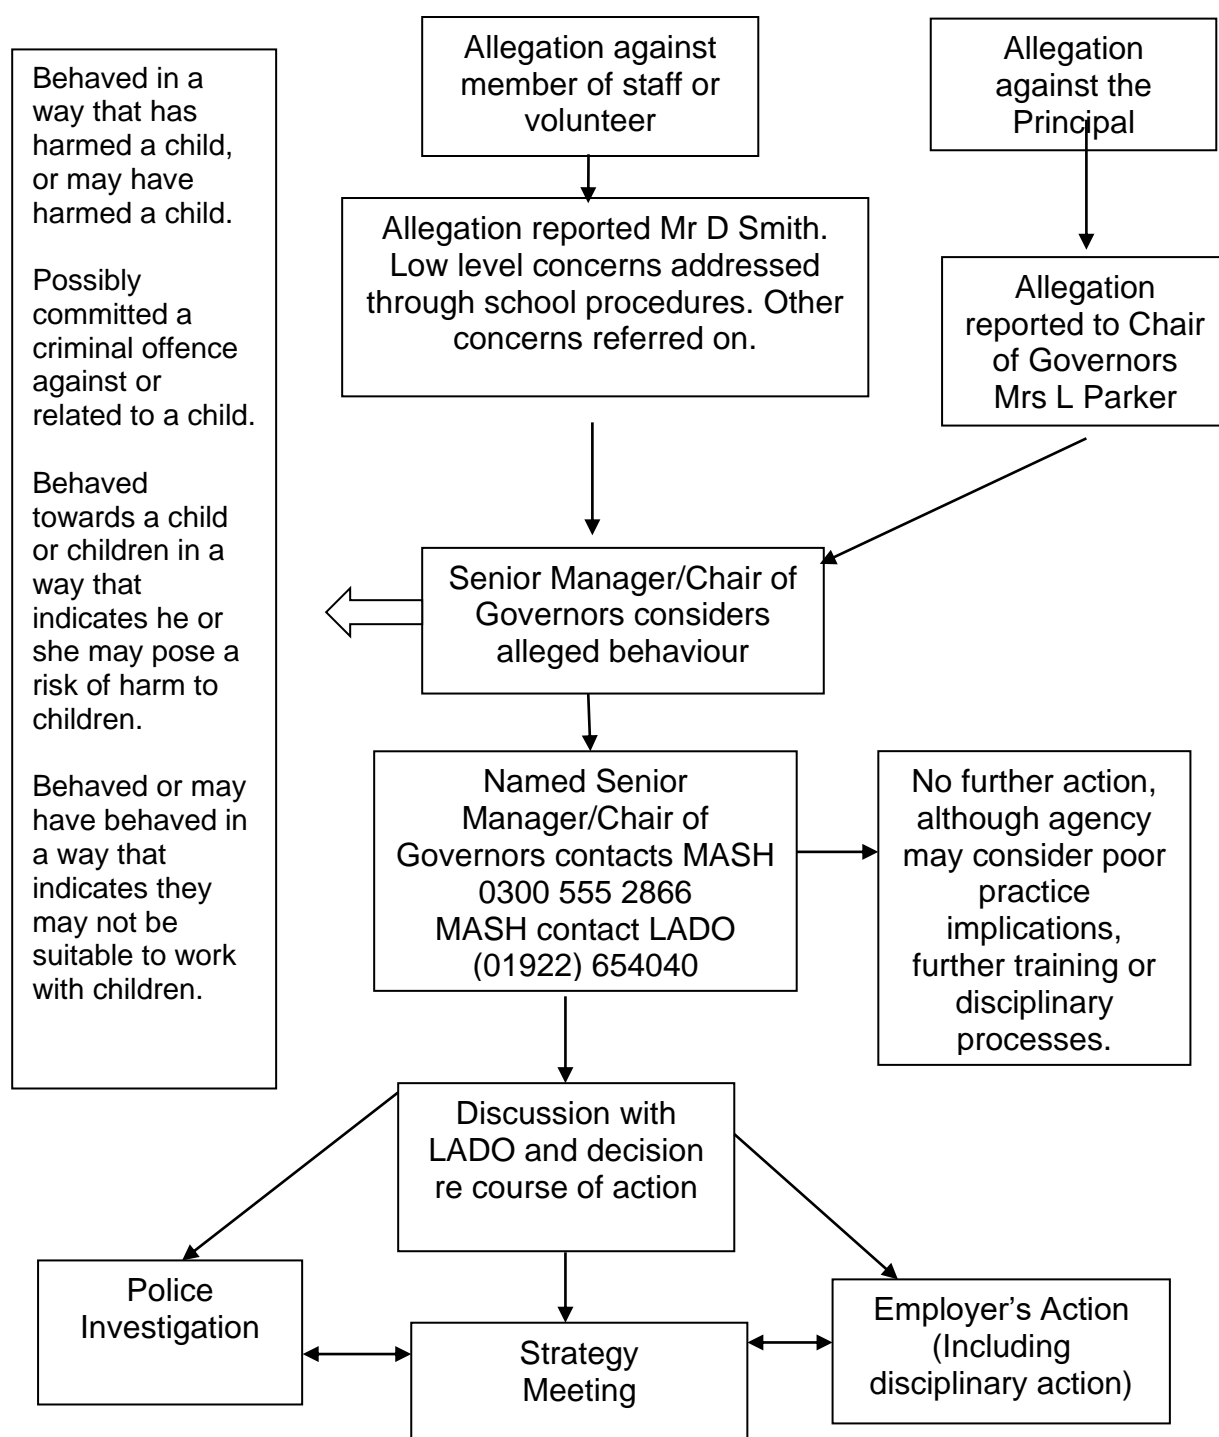 Behaved in a
way that has
harmed a child,
or may have
harmed a child.
Possibly
committed a
criminal offence
against or
related to a child.
Behaved
towards a child
or children in a
way that
indicates he or
she may pose a
risk of harm to
children.
Behaved or may
have behaved in
a way that
indicates they
may not be
suitable to work
with children.
Allegation against
member of staff or
volunteer
Allegation
against the
Principal
Allegation reported Mr D Smith.
Low level concerns addressed
through school procedures. Other
concerns referred on.
Allegation
reported to Chair
of Governors
Mrs L Parker
Senior Manager/Chair of
Governors considers
alleged behaviour
Named Senior
Manager/Chair of
Governors contacts MASH
0300 555 2866
MASH contact LADO
(01922) 654040
No further action,
although agency
may consider poor
practice
implications,
further training or
disciplinary
processes.
Discussion with
LADO and decision
re course of action
Police
Investigation
Strategy
Meeting
Employer’s Action
(Including
disciplinary action)